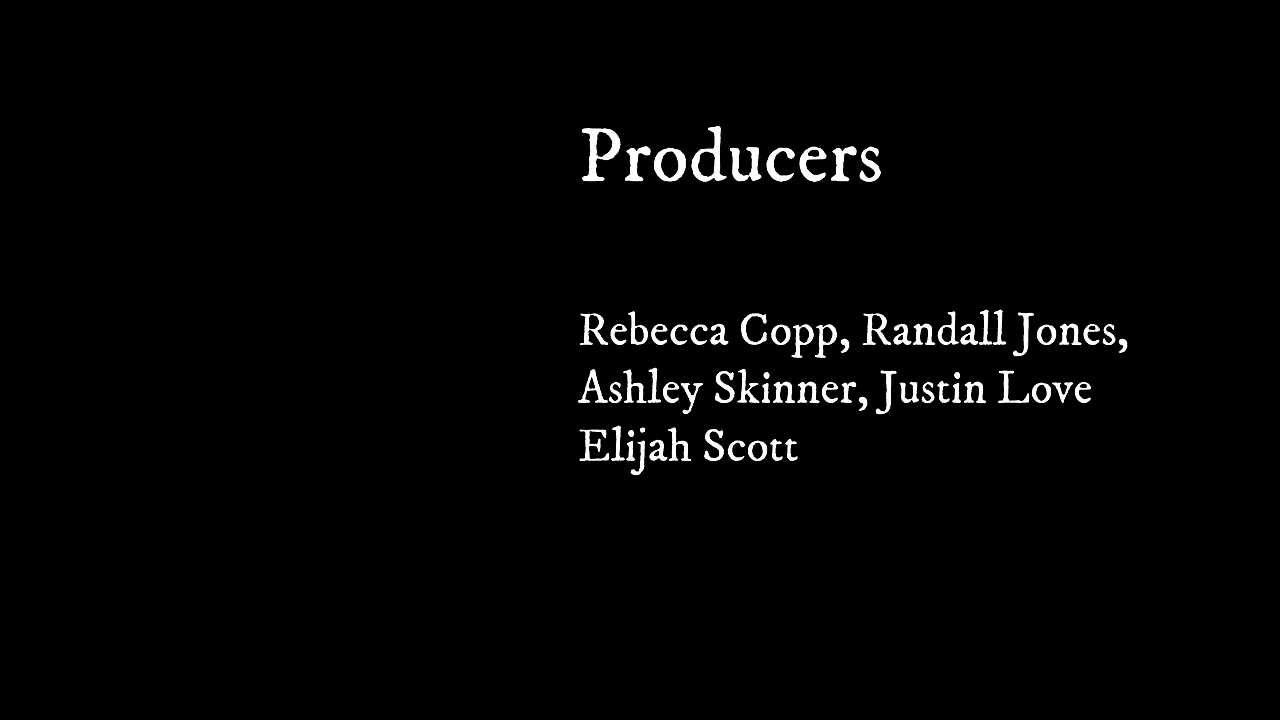 Producers
Rebecca Copp, Randall Jones,
Ashley Skinner, Justin Love
Elijah Scott